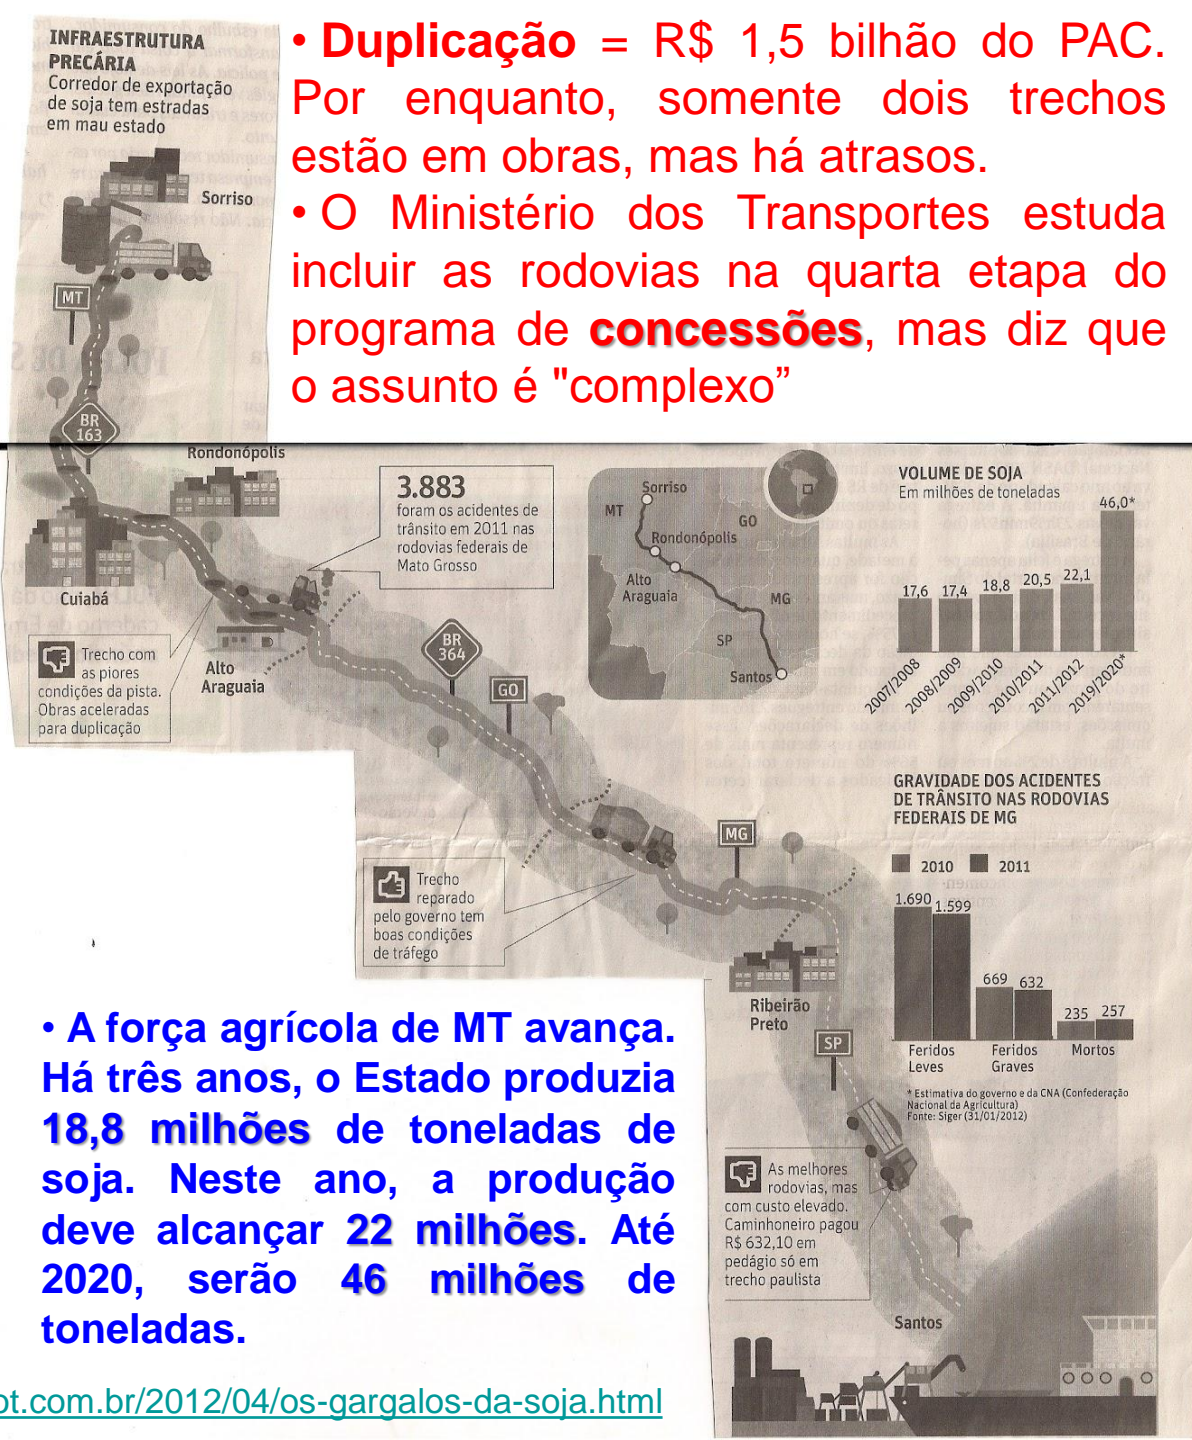 INFRAESTRUTURA
PRECÁRIA
Corredor de exportação
de soja tem estradas
em mau estado
Sorriso
MT
BR
163
• Duplicação = R$ 1,5 bilhão do PAC.
Por enquanto, somente dois trechos
estão em obras, mas há atrasos.
• O Ministério dos Transportes estuda
incluir as rodovias na quarta etapa do
programa de concessões, mas diz que
o assunto é "complexo”
Rondonópolis
Cuiabá
3.883
foram os acidentes de
trânsito em 2011 nas
rodovias federais de
Mato Grosso
Trecho com
as piores
condições da pista.
Obras aceleradas
para duplicação
Alto
Araguaia
BR
364
GO
Sorriso
MT
GO
Rondonópolis
Alto
Araguaia
MG
SP
Santos
VOLUME DE SOJA
Em milhões de toneladas
17,6
17,4
18,8
20,5
22,1
46,0*
2007/2008
2008/2009
2009/2010
2010/2011
2011/2012
2019/2020*
Trecho
reparado
pelo governo tem
boas condições
de tráfego
MG
Ribeirão
Preto
SP
GRAVIDADE DOS ACIDENTES
DE TRÂNSITO NAS RODOVIAS
FEDERAIS DE MG
2010 2011
1.690 1.599
669 632
235 257
Feridos
Leves
Feridos
Graves
Mortos
* Estimativa do governo e da CNA (Confederação
Nacional da Agricultura)
Fonte: Siger (31/01/2012)
As melhores
rodovias, mas
com custo elevado.
Caminhoneiro pagou
R$ 632,10 em
pedágio só em
trecho paulista
Santos
• A força agrícola de MT avança.
Há três anos, o Estado produzia
18,8 milhões de toneladas de
soja. Neste ano, a produção
deve alcançar 22 milhões. Até
2020, serão 46 milhões de
toneladas.
ot.com.br/2012/04/os-gargalos-da-soja.html